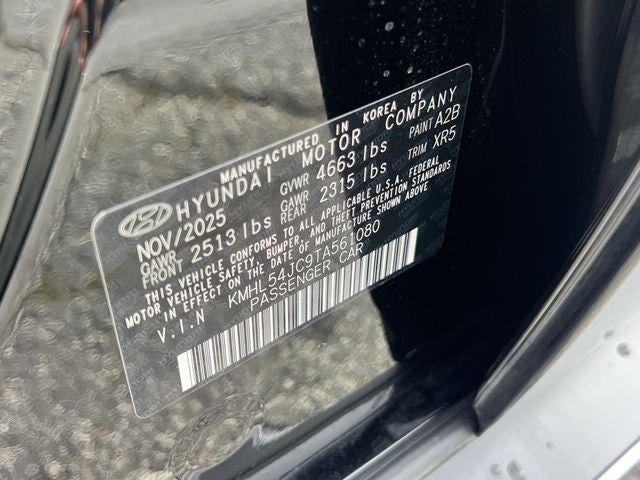 MANUFACTURED IN KOREA BY
HYUNDAI MOTOR COMPANY
NOV/2025 GVWR 4663 lbs PAINT A2B
GAWR FRONT 2513 lbs GAWR REAR 2315 lbs TRIM XR5
THIS VEHICLE CONFORMS TO ALL APPLICABLE U.S.A. FEDERAL
MOTOR VEHICLE SAFETY, BUMPER, AND THEFT PREVENTION STANDARDS
IN EFFECT ON THE DATE OF MANUFACTURE SHOWN ABOVE.
V.I.N KMHL54JC9TA561080
PASSENGER CAR